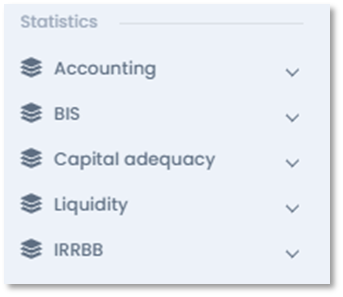 Statistics
Accounting
BIS
Capital adequacy
Liquidity
IRRBB